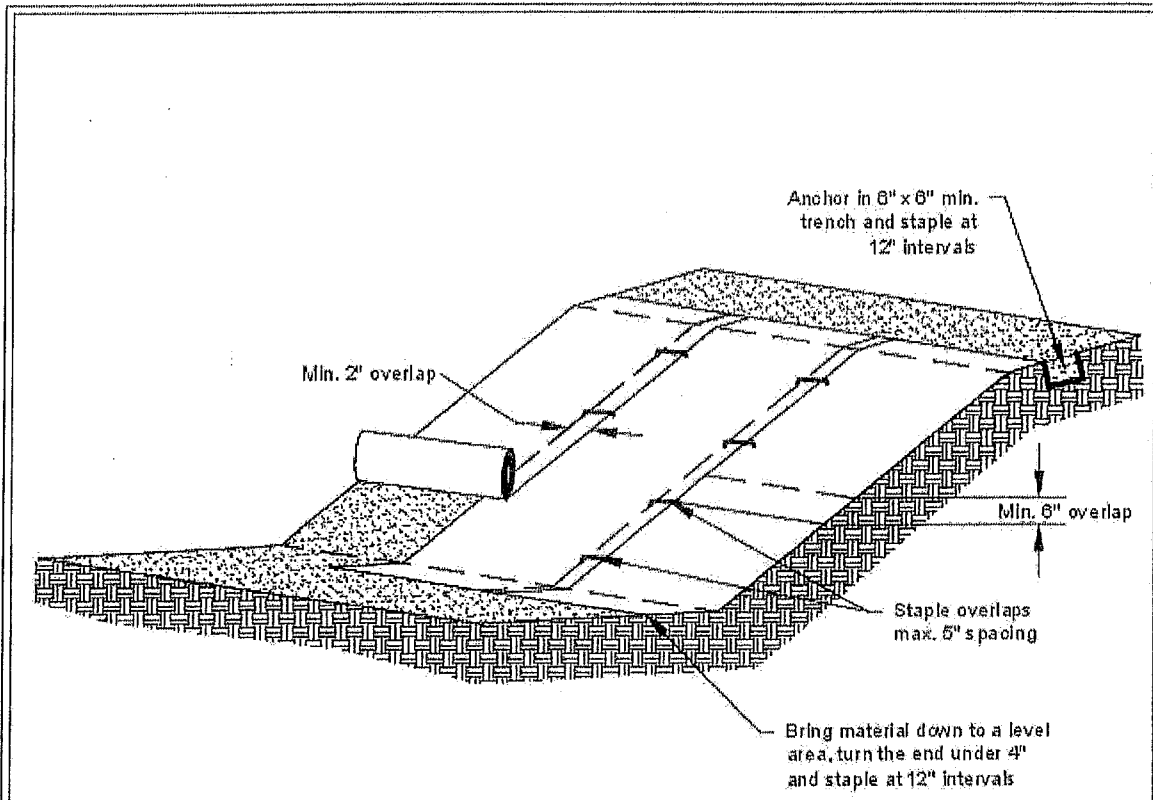 Anchor in 6" x 6" min.
trench and staple at
12" intervals
Min. 2" overlap
Min. 6" overlap
Staple overlaps
max. 5" spacing
Bring material down to a level
area, turn the end under 4"
and staple at 12" intervals